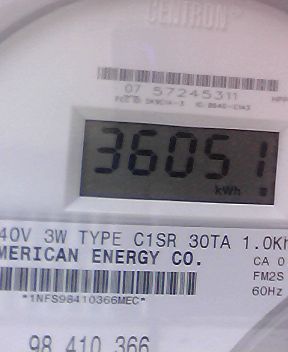 CENTRON®
07 57245311
36051
kWh
40V 3W TYPE C1SR 30TA 1.0Kh
MERICAN ENERGY CO.
CA 0
FM2S
60Hz
*1NFS98410366MEC*
98 410 366